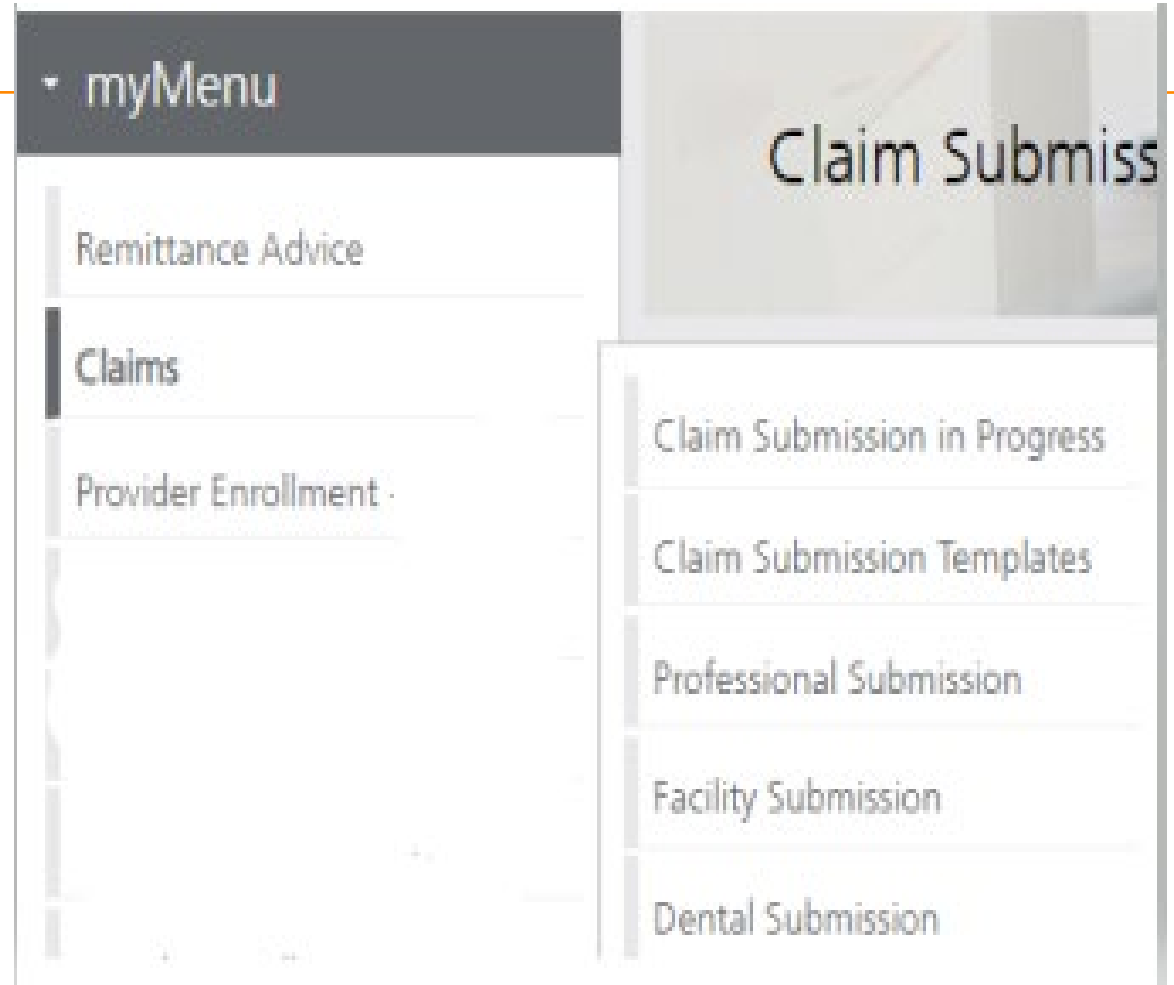 myMenu
Claim Submiss
Remittance Advice
Claims
Provider Enrollment
Claim Submission in Progress
Claim Submission Templates
Professional Submission
Facility Submission
Dental Submission